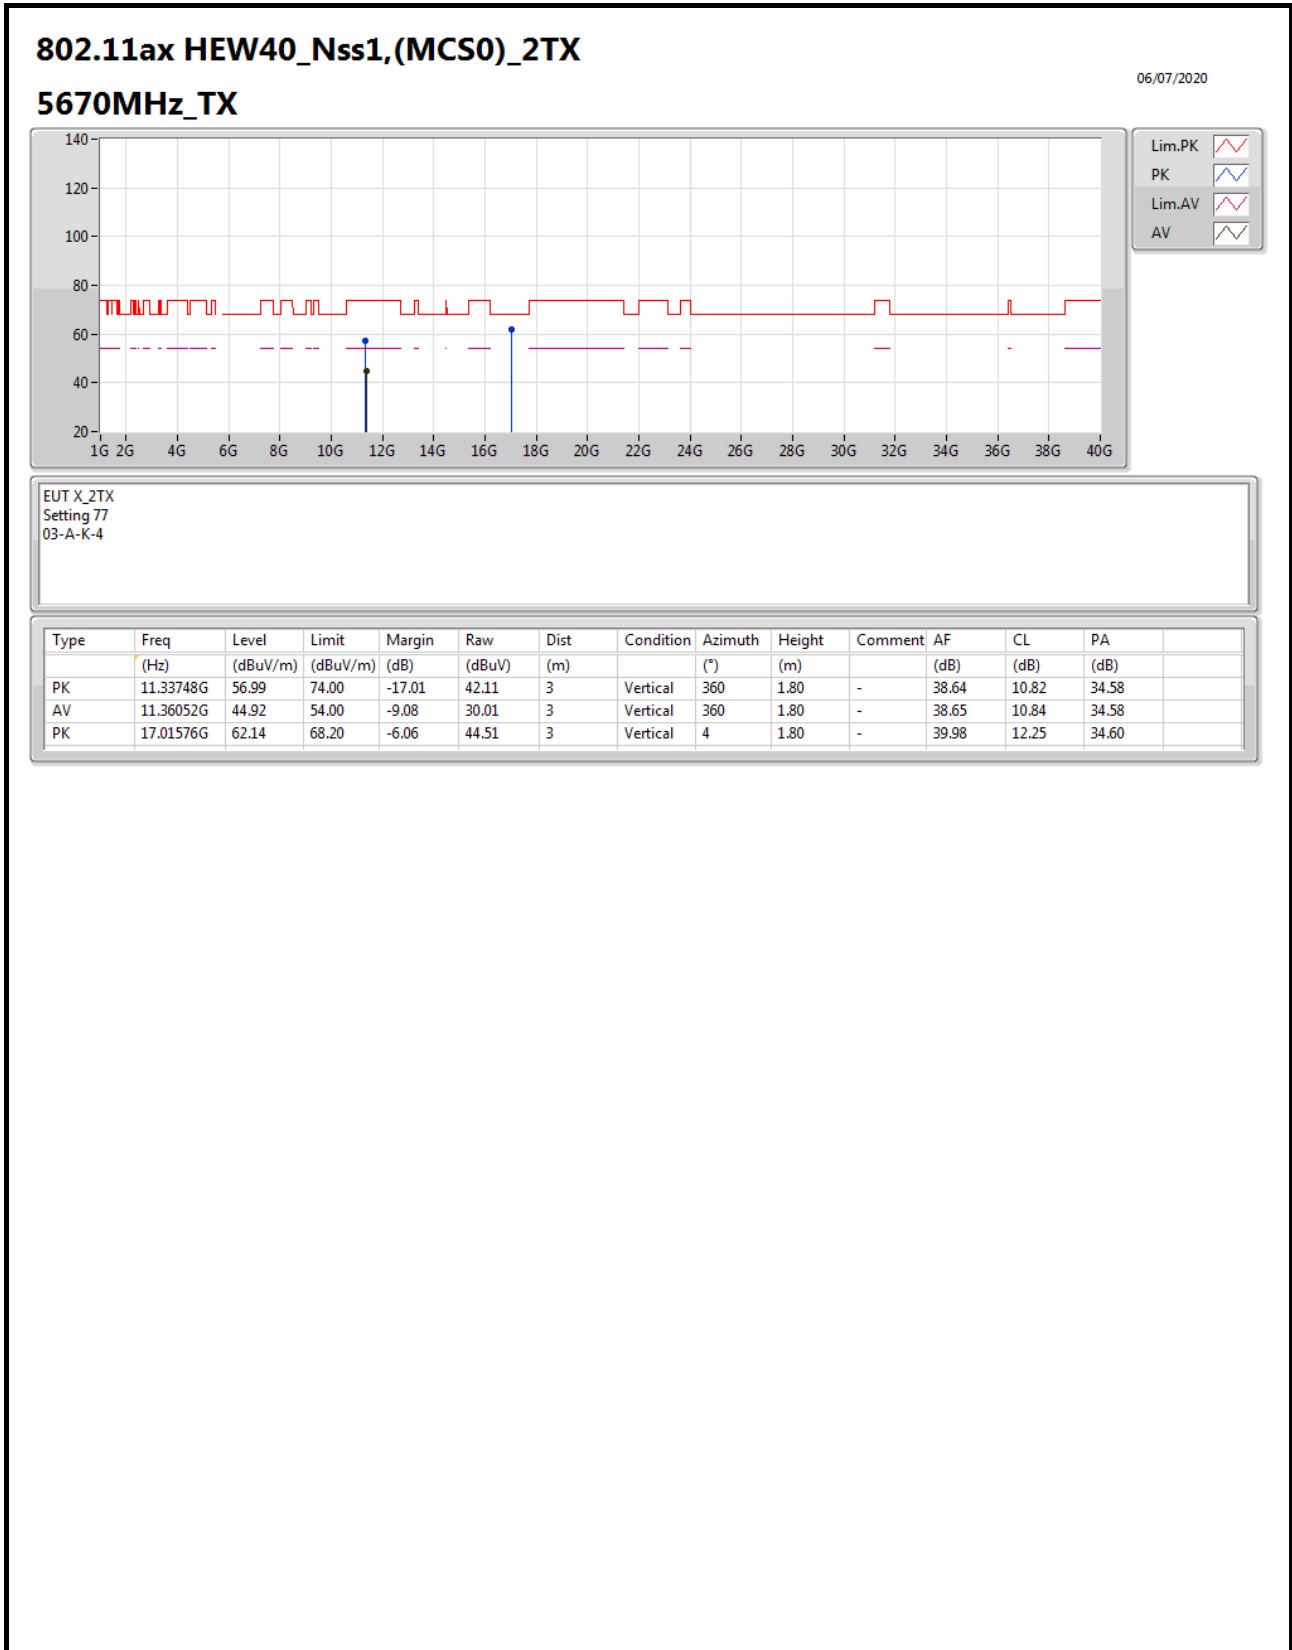 802.11ax HEW40_Nss1,(MCS0)_2TX
06/07/2020
5670MHz_TX
140
120
100
80
60
40
20
1G 2G 4G 6G 8G 10G 12G 14G 16G 18G 20G 22G 24G 26G 28G 30G 32G 34G 36G 38G 40G
Lim.PK
PK
Lim.AV
AV
EUT X_2TX
Setting 77
03-A-K-4
Type Freq Level Limit Margin Raw Dist Condition Azimuth Height Comment AF CL PA
(Hz) (dBuV/m) (dBuV/m) (dB) (dBuV) (m) (°) (m) (dB) (dB) (dB)
PK 11.33748G 56.99 74.00 -17.01 42.11 3 Vertical 360 1.80 - 38.64 10.82 34.58
AV 11.36052G 44.92 54.00 -9.08 30.01 3 Vertical 360 1.80 - 38.65 10.84 34.58
PK 17.01576G 62.14 68.20 -6.06 44.51 3 Vertical 4 1.80 - 39.98 12.25 34.60